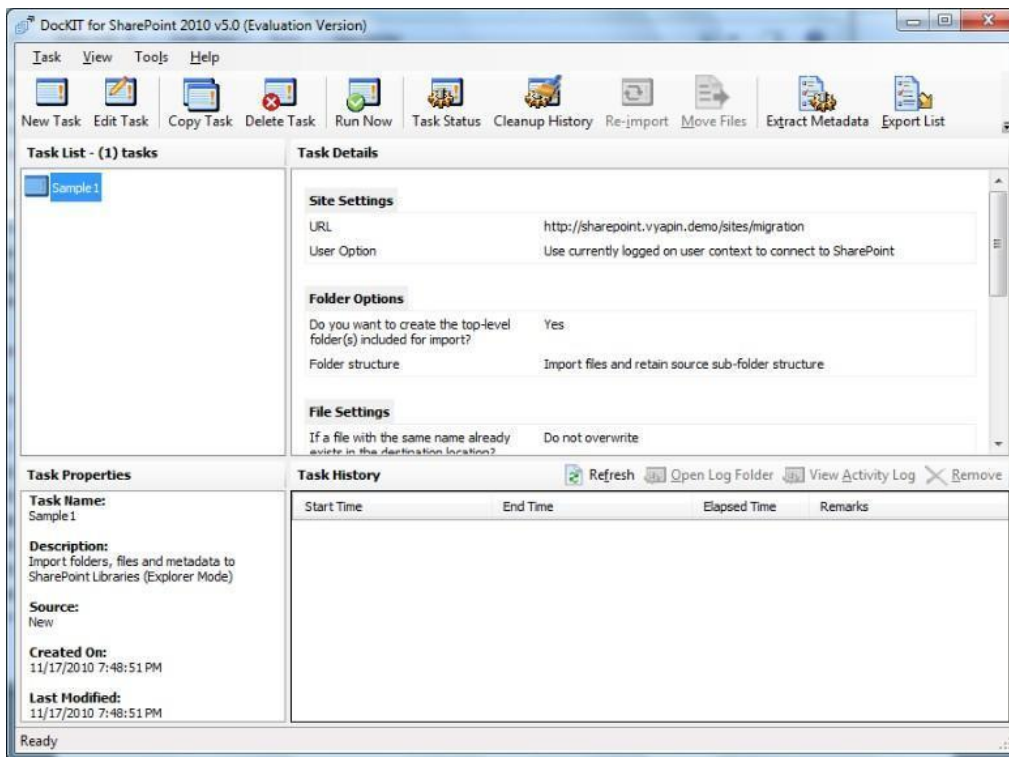 DocKIT for SharePoint 2010 v5.0 (Evaluation Version)
Task View Tools Help
New Task Edit Task Copy Task Delete Task Run Now Task Status Cleanup History Re-import Move Files Extract Metadata Export List
Task List - (1) tasks
Sample1
Task Details
Site Settings
URL http://sharepoint.vyapin.demo/sites/migration
User Option Use currently logged on user context to connect to SharePoint
Folder Options
Do you want to create the top-level Yes
folder(s) included for import?
Folder structure Import files and retain source sub-folder structure
File Settings
If a file with the same name already Do not overwrite
exists in the destination location?
Task Properties
Task Name:
Sample1
Description:
Import folders, files and metadata to
SharePoint Libraries (Explorer Mode)
Source:
New
Created On:
11/17/2010 7:48:51 PM
Last Modified:
11/17/2010 7:48:51 PM
Task History Refresh Open Log Folder View Activity Log Remove
Start Time End Time Elapsed Time Remarks
Ready